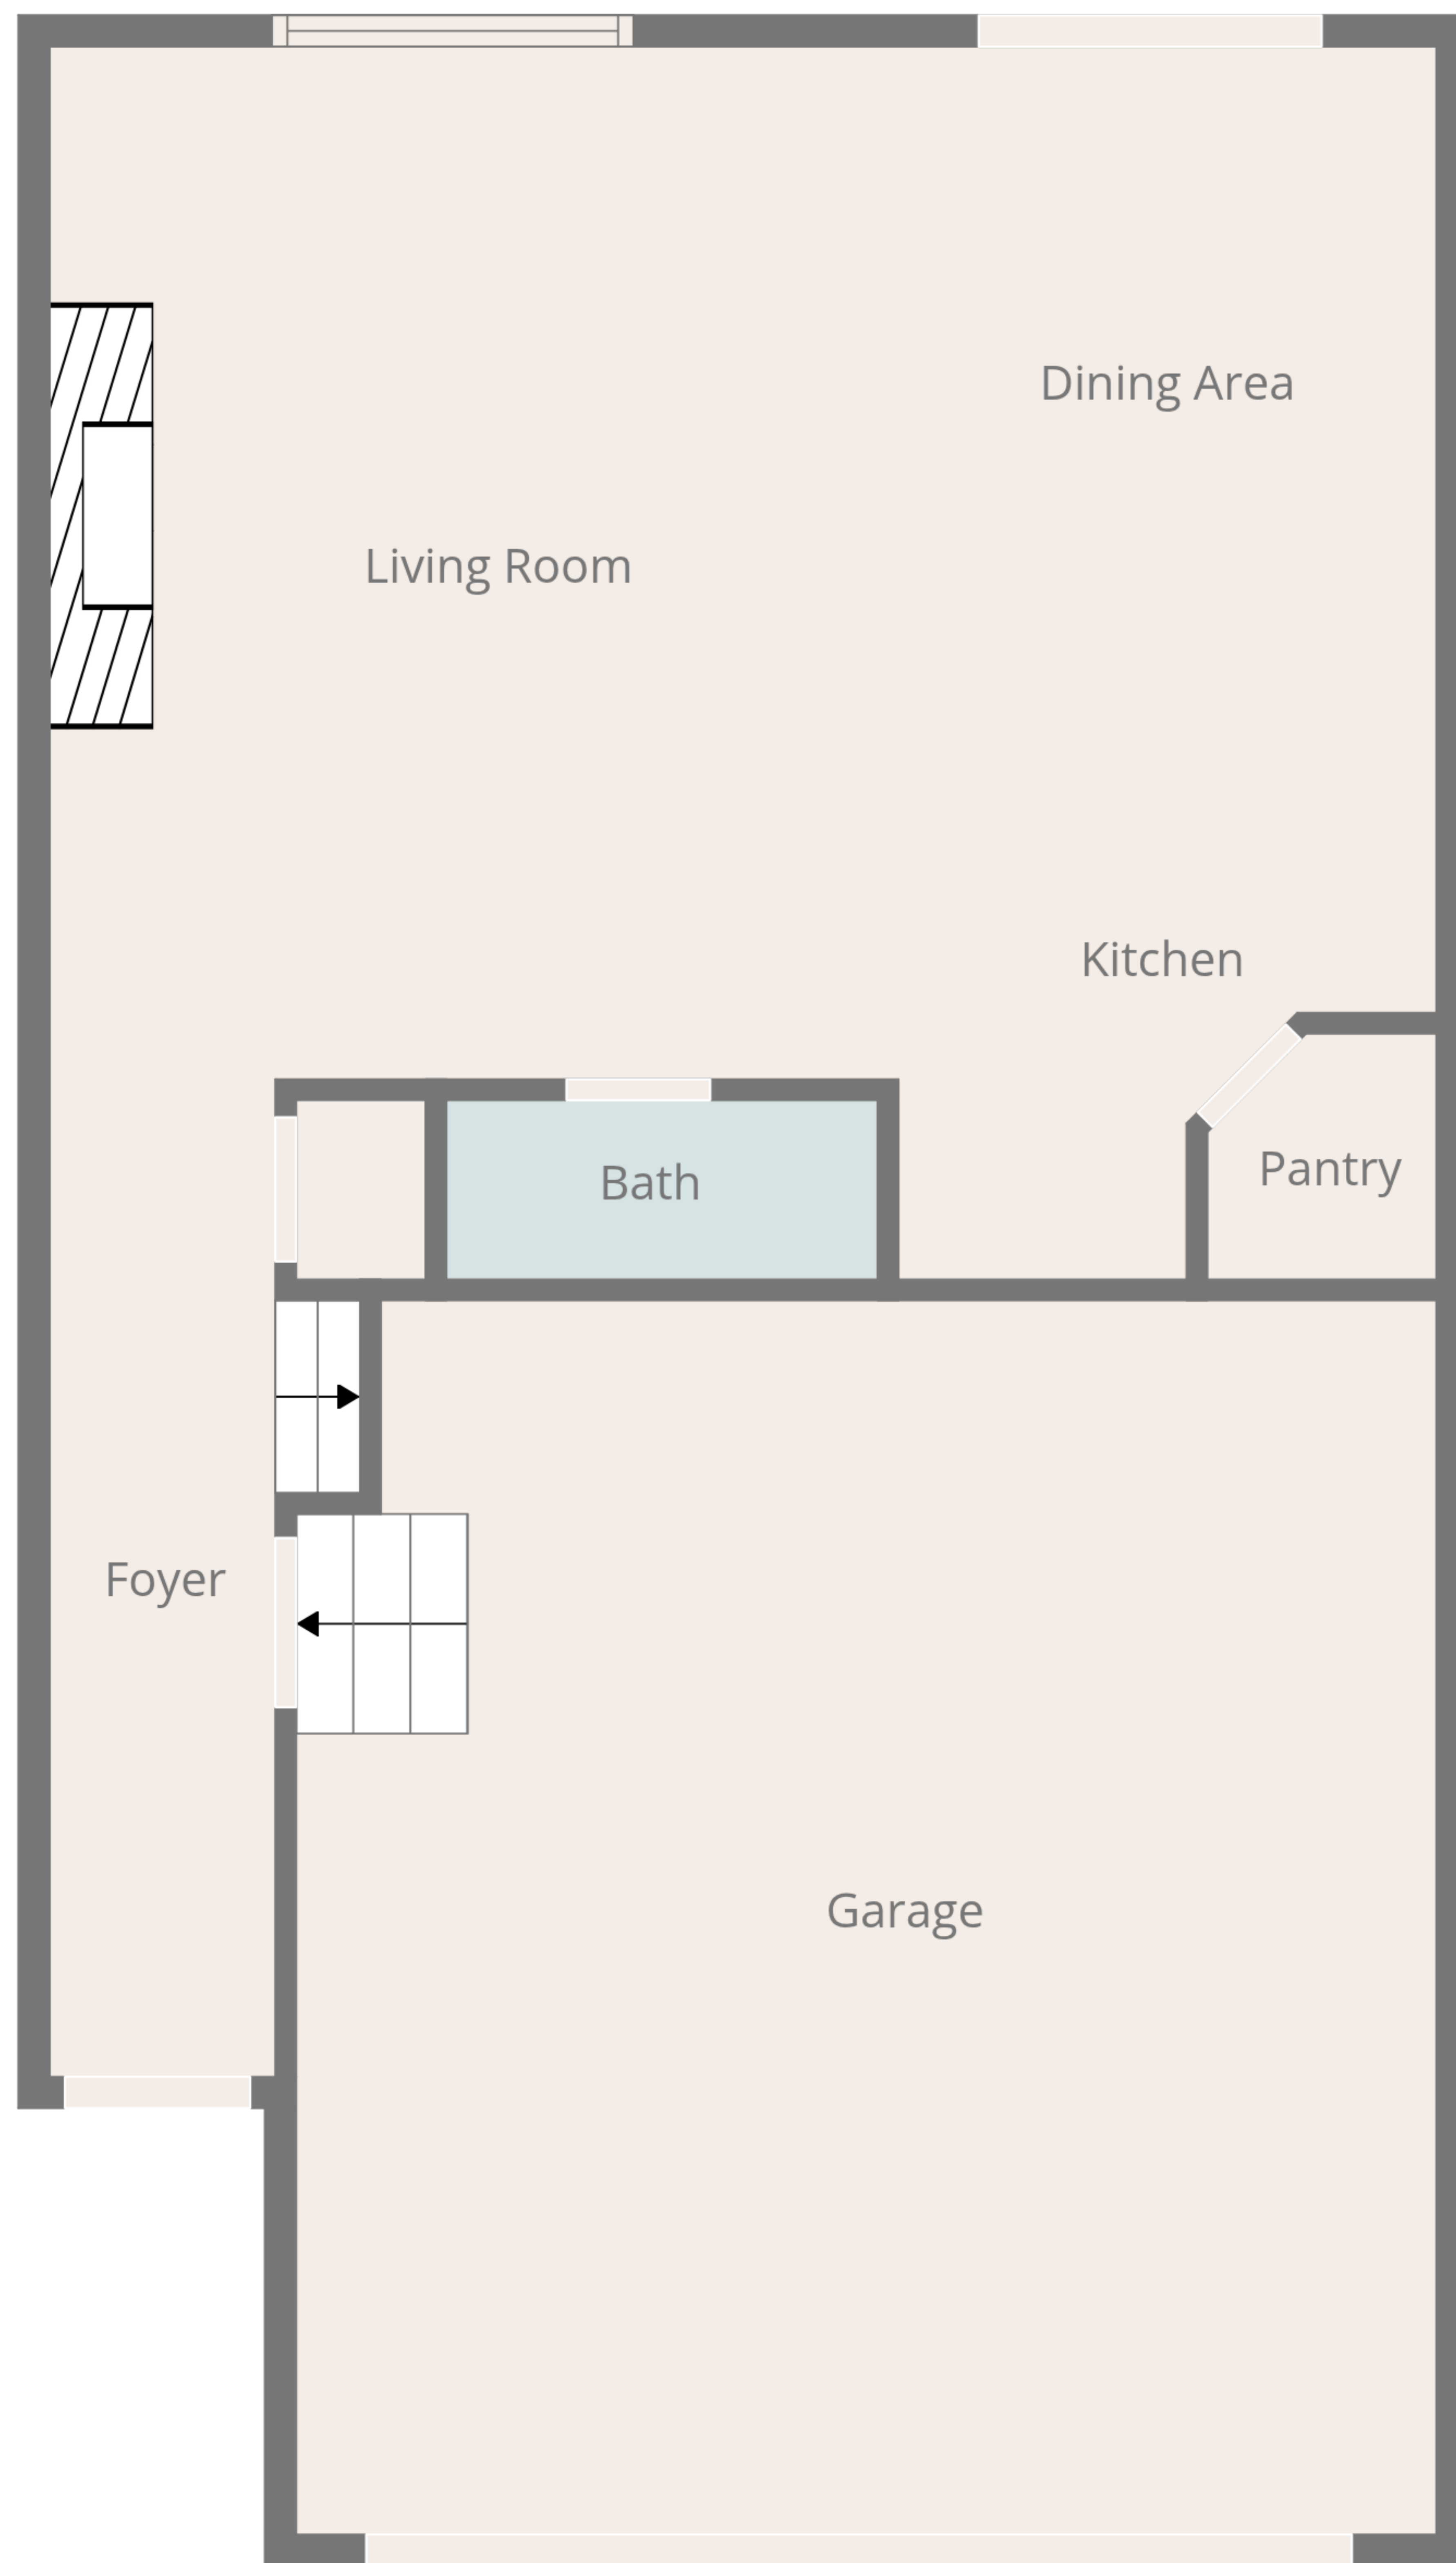 Dining Area
Living Room
Kitchen
Pantry
Bath
Foyer
Garage